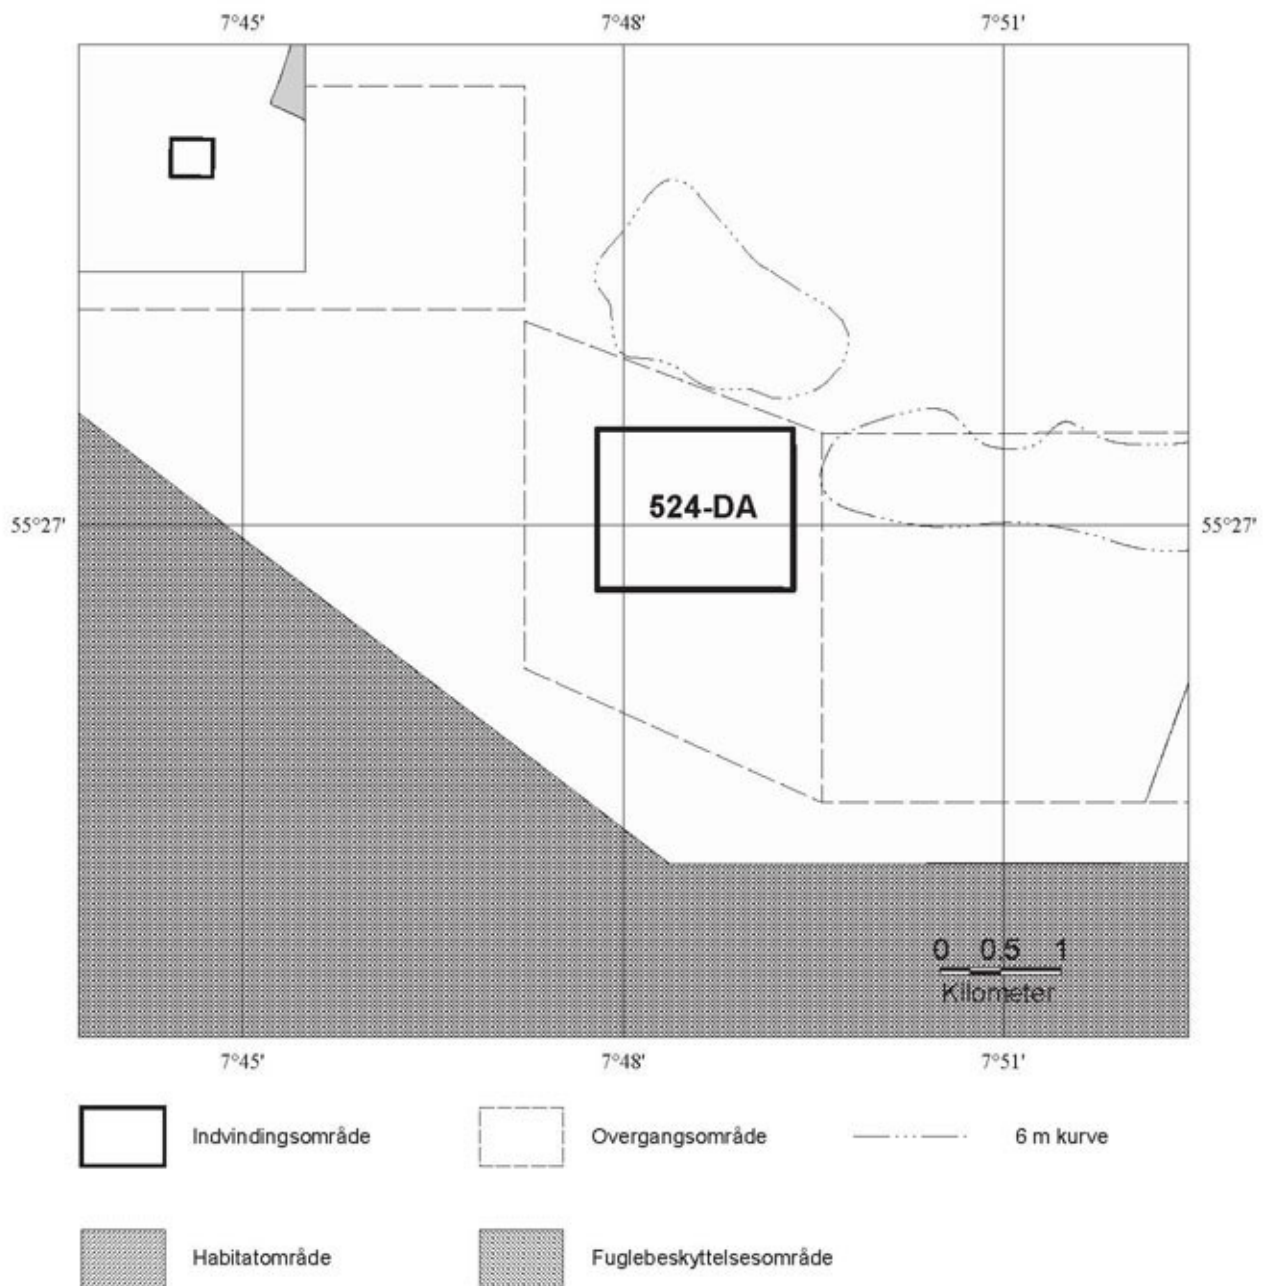 7°45' 7°48' 7°51'
524-DA
55°27' 55°27'
0 0.5 1
Kilometer
7°45' 7°48' 7°51'
Indvindingsområde Overgangsområde 6 m kurve
Habitatområde Fuglebeskyttelsesområde